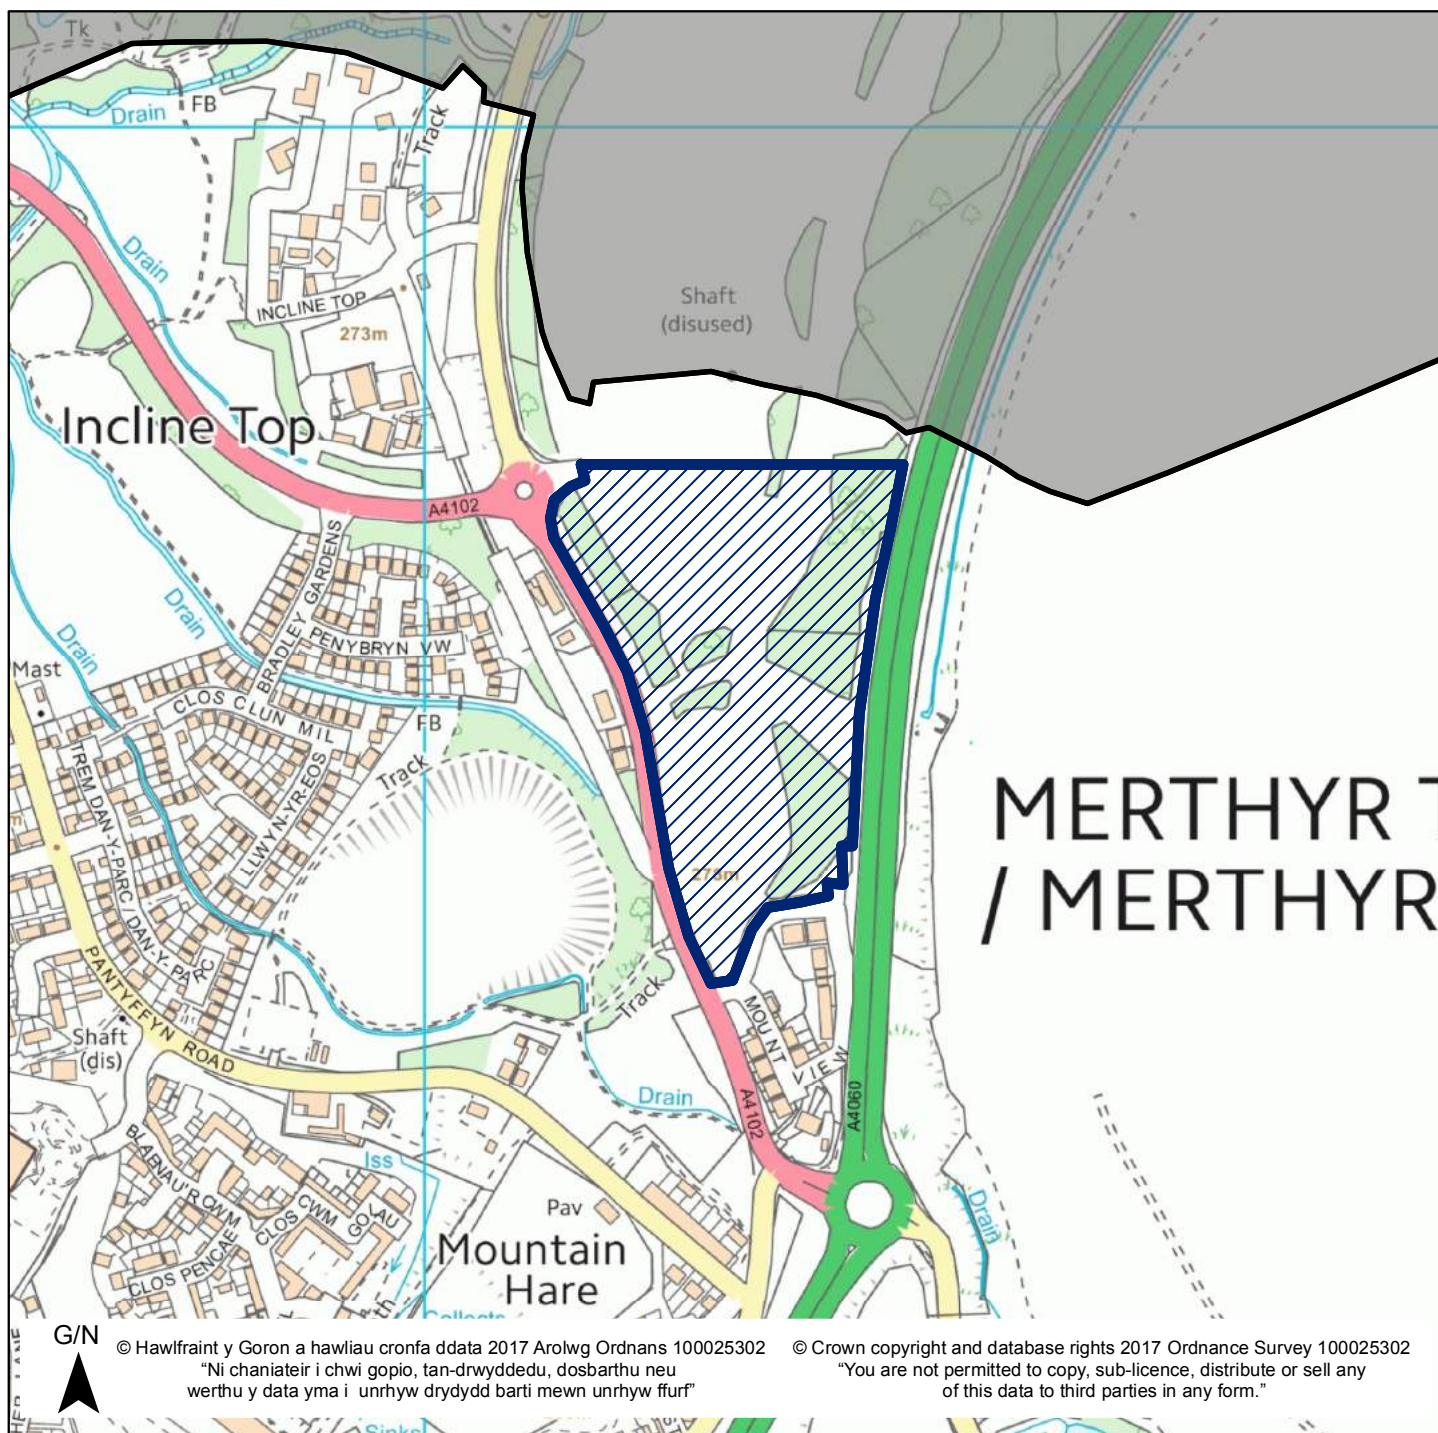 Tk
FB
Drain
Track
Drain
INCLINE TOP
273m
Shaft
(disused)
Incline Top
A4102
BRADLEY GARDENS
Drain
PENYBRYN VW
Drain
Mast
CLOS CLUN MIL
FB
Track
TREM DAN-Y-PARC / DAN-Y-PARC
LLWYN-YR-EOS
MERTHYR T
/ MERTHYR
278m
PANTYFFYN ROAD
Track
MOUNT VIEW
Shaft
(dis)
Drain
A4102
A4060
BLAENAU'R CWM
Iss
CLOS CWM GOLAU
CLOS PENCAE
Pav
Drain
Mountain
Hare
Collects
G/N
© Hawlfraint y Goron a hawliau cronfa ddata 2017 Arolwg Ordnans 100025302
“Ni chaniateir i chwi gopio, tan-drwyddedu, dosbarthu neu
werthu y data yma i unrhyw drydydd barti mewn unrhyw ffurf”
© Crown copyright and database rights 2017 Ordnance Survey 100025302
“You are not permitted to copy, sub-licence, distribute or sell any
of this data to third parties in any form.”
LANE
Sinks